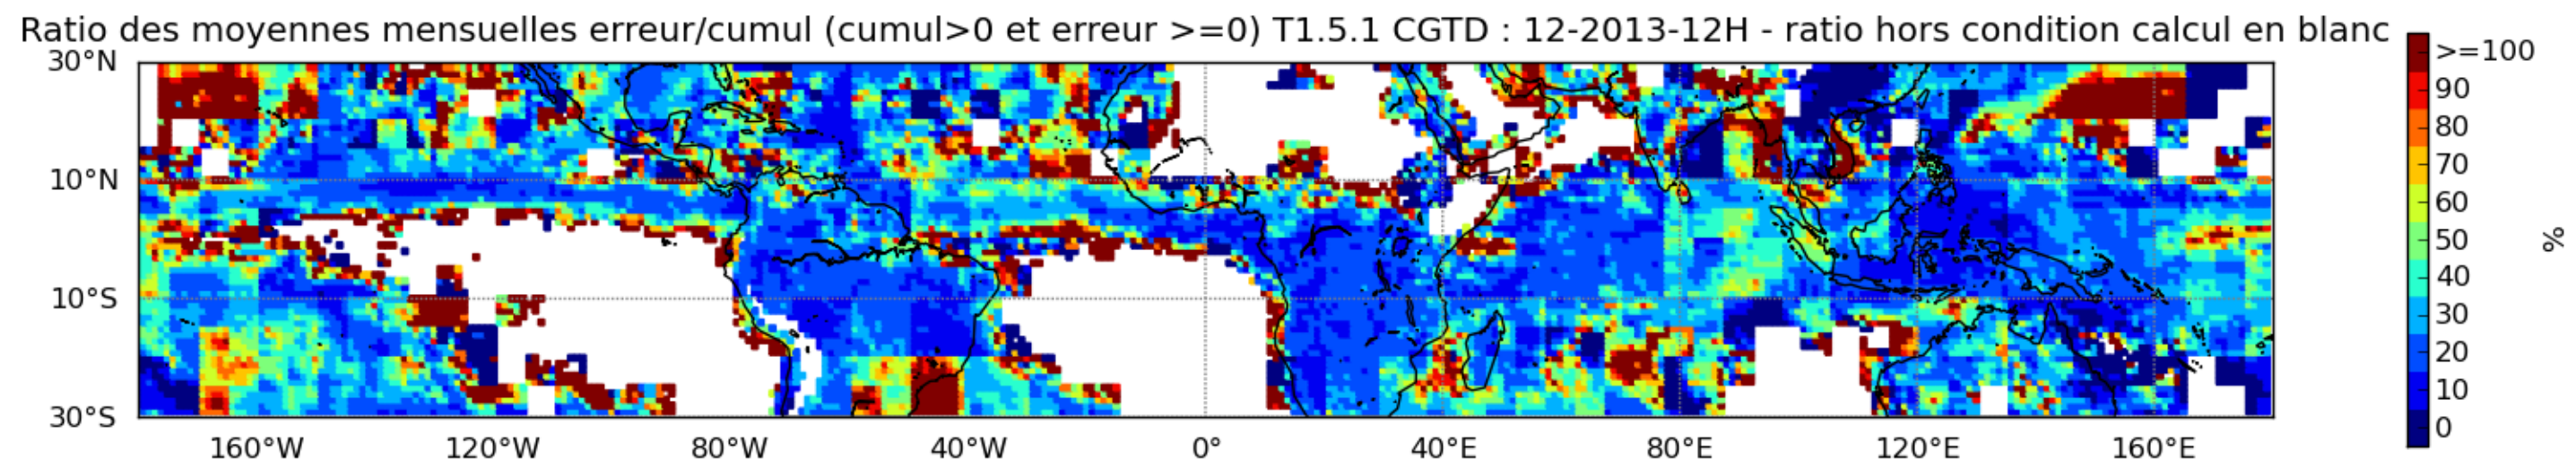 Ratio des moyennes mensuelles erreur/cumul (cumul>0 et erreur >=0) T1.5.1 CGTD : 12-2013-12H - ratio hors condition calcul en blanc
30°N
10°N
10°S
30°S
160°W 120°W 80°W 40°W 0° 40°E 80°E 120°E 160°E
>=100
90
80
70
60
50
40
30
20
10
0
%